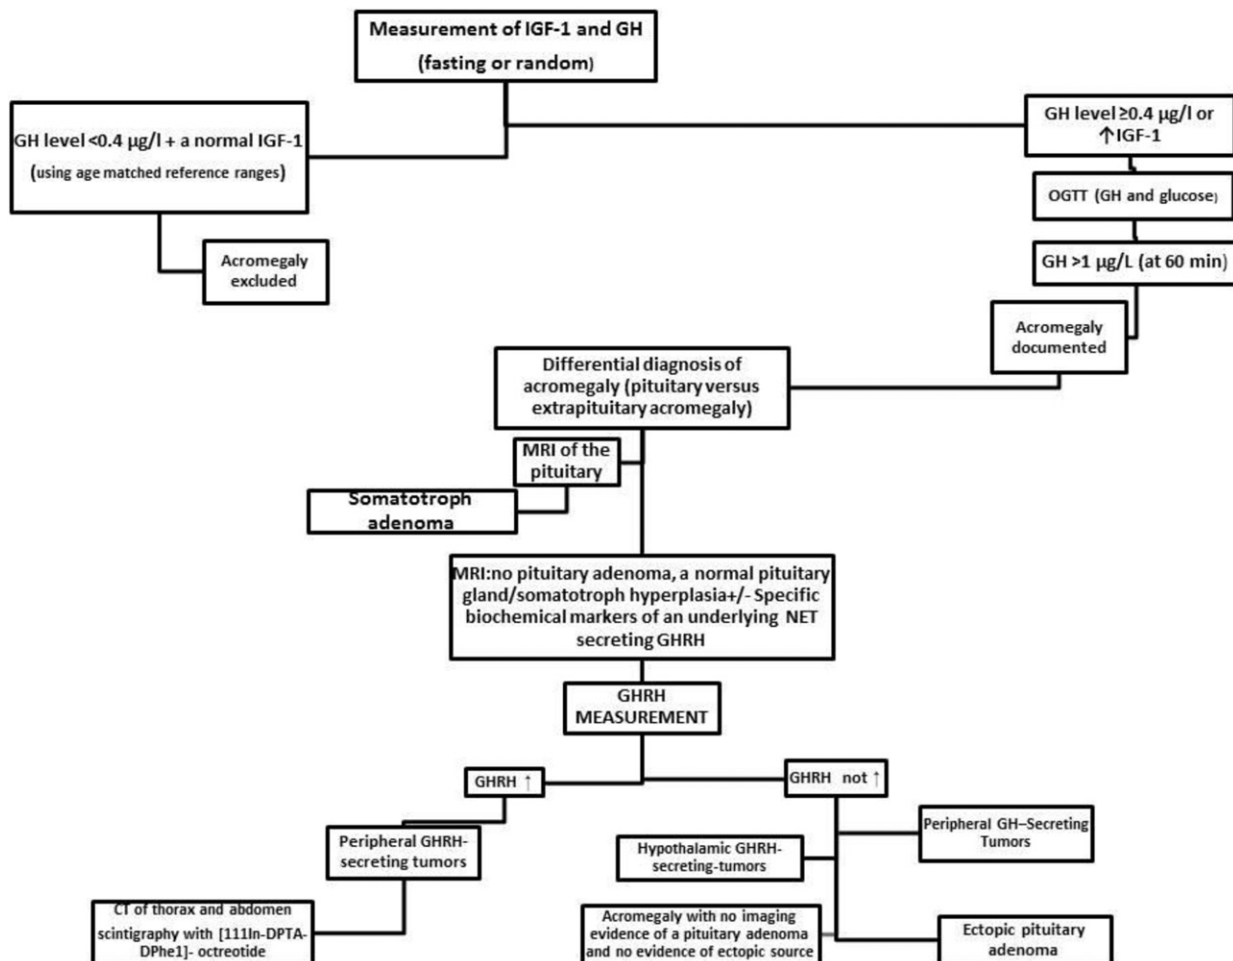 Measurement of IGF-1 and GH
(fasting or random)
GH level <0.4 µg/l + a normal IGF-1
(using age matched reference ranges)
GH level ≥0.4 µg/l or
↑IGF-1
OGTT (GH and glucose)
Acromegaly
excluded
GH >1 µg/L (at 60 min)
Acromegaly
documented
Differential diagnosis of
acromegaly (pituitary versus
extrapituitary acromegaly)
MRI of the
pituitary
Somatotroph
adenoma
MRI:no pituitary adenoma, a normal pituitary
gland/somatotroph hyperplasia+/- Specific
biochemical markers of an underlying NET
secreting GHRH
GHRH
MEASUREMENT
GHRH ↑
GHRH not ↑
Peripheral GHRH-
secreting tumors
Hypothalamic GHRH-
secreting-tumors
Peripheral GH–Secreting
Tumors
CT of thorax and abdomen
scintigraphy with [111In-DPTA-
DPhe1]- octreotide
Acromegaly with no imaging
evidence of a pituitary adenoma
and no evidence of ectopic source
Ectopic pituitary
adenoma